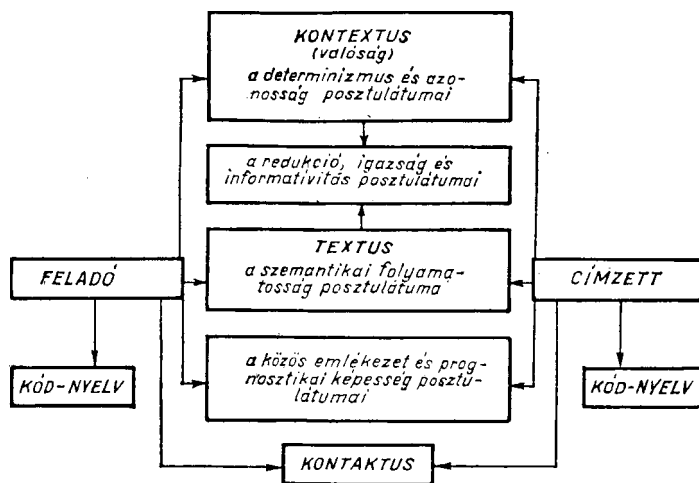 KONTEXTUS
(valóság)
a determinizmus és azo-
nosság posztulátumai
a redukció, igazság és
informativitás posztulátumai
TEXTUS
a szemantikai folyama-
tosság posztulátuma
FELADÓ
CÍMZETT
a közös emlékezet és prog-
nosztikai képesség posztu-
látumai
KÓD-NYELV
KÓD-NYELV
KONTAKTUS